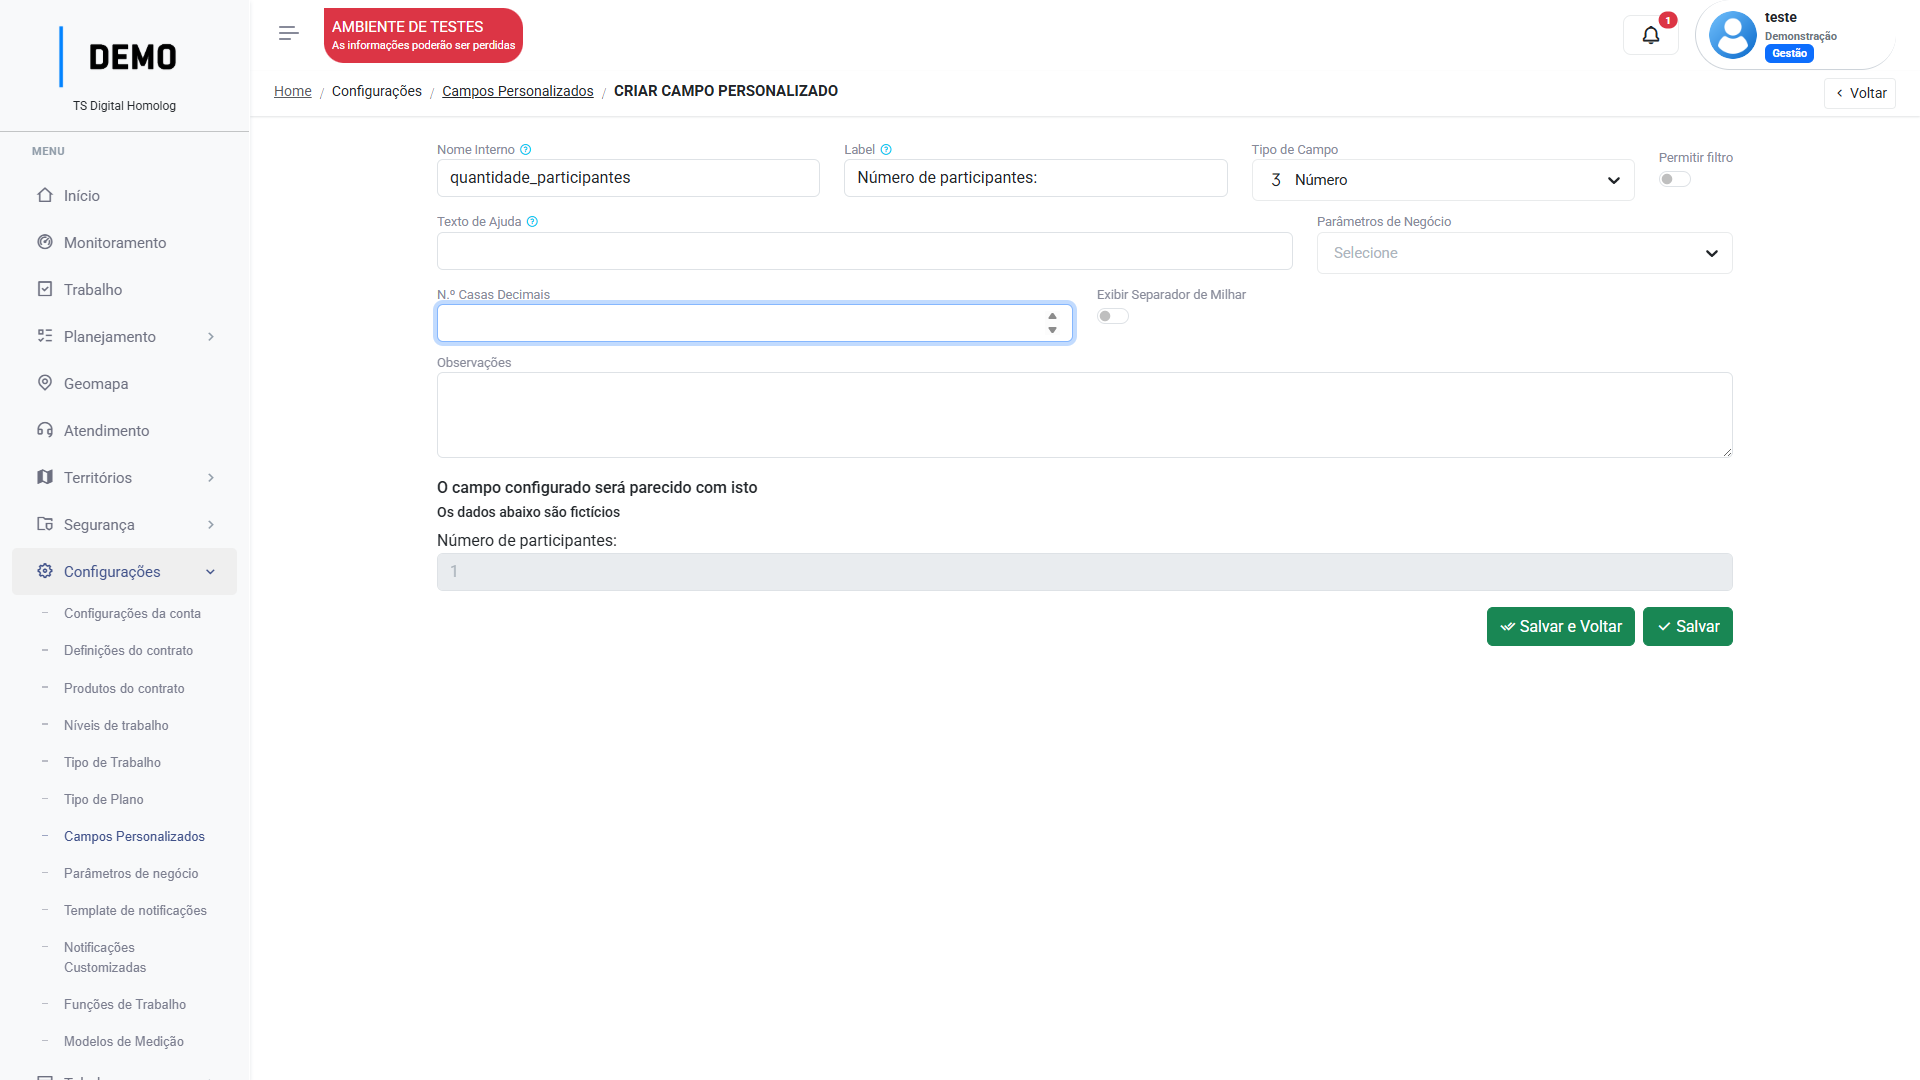 DEMO
TS Digital Homolog
MENU
Início
Monitoramento
Trabalho
Planejamento
Geomapa
Atendimento
Territórios
Segurança
Configurações
Configurações da conta
Definições do contrato
Produtos do contrato
Níveis de trabalho
Tipo de Trabalho
Tipo de Plano
Campos Personalizados
Parâmetros de negócio
Template de notificações
Notificações
Customizadas
Funções de Trabalho
Modelos de Medição
AMBIENTE DE TESTES
As informações poderão ser perdidas
1
teste
Demonstração
Gestão
Home / Configurações / Campos Personalizados / CRIAR CAMPO PERSONALIZADO
Voltar
Nome Interno
quantidade_participantes
Label
Número de participantes:
Tipo de Campo
3 Número
Permitir filtro
Texto de Ajuda
Parâmetros de Negócio
Selecione
N.º Casas Decimais
Exibir Separador de Milhar
Observações
O campo configurado será parecido com isto
Os dados abaixo são fictícios
Número de participantes:
1
Salvar e Voltar
Salvar